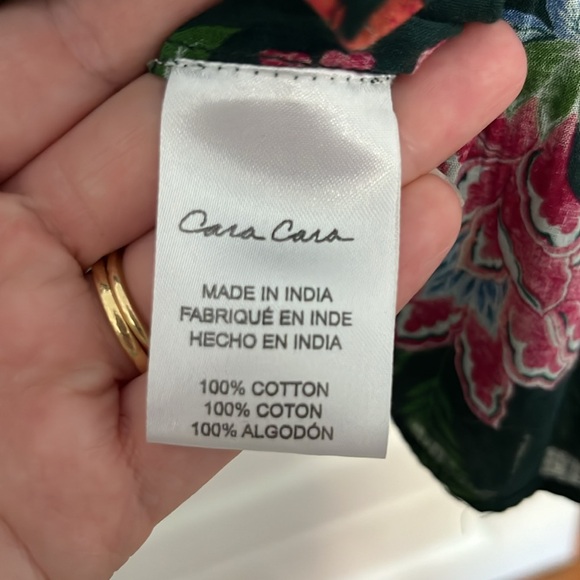 Cara Cara
MADE IN INDIA
FABRIQUÉ EN INDE
HECHO EN INDIA
100% COTTON
100% COTON
100% ALGODÓN